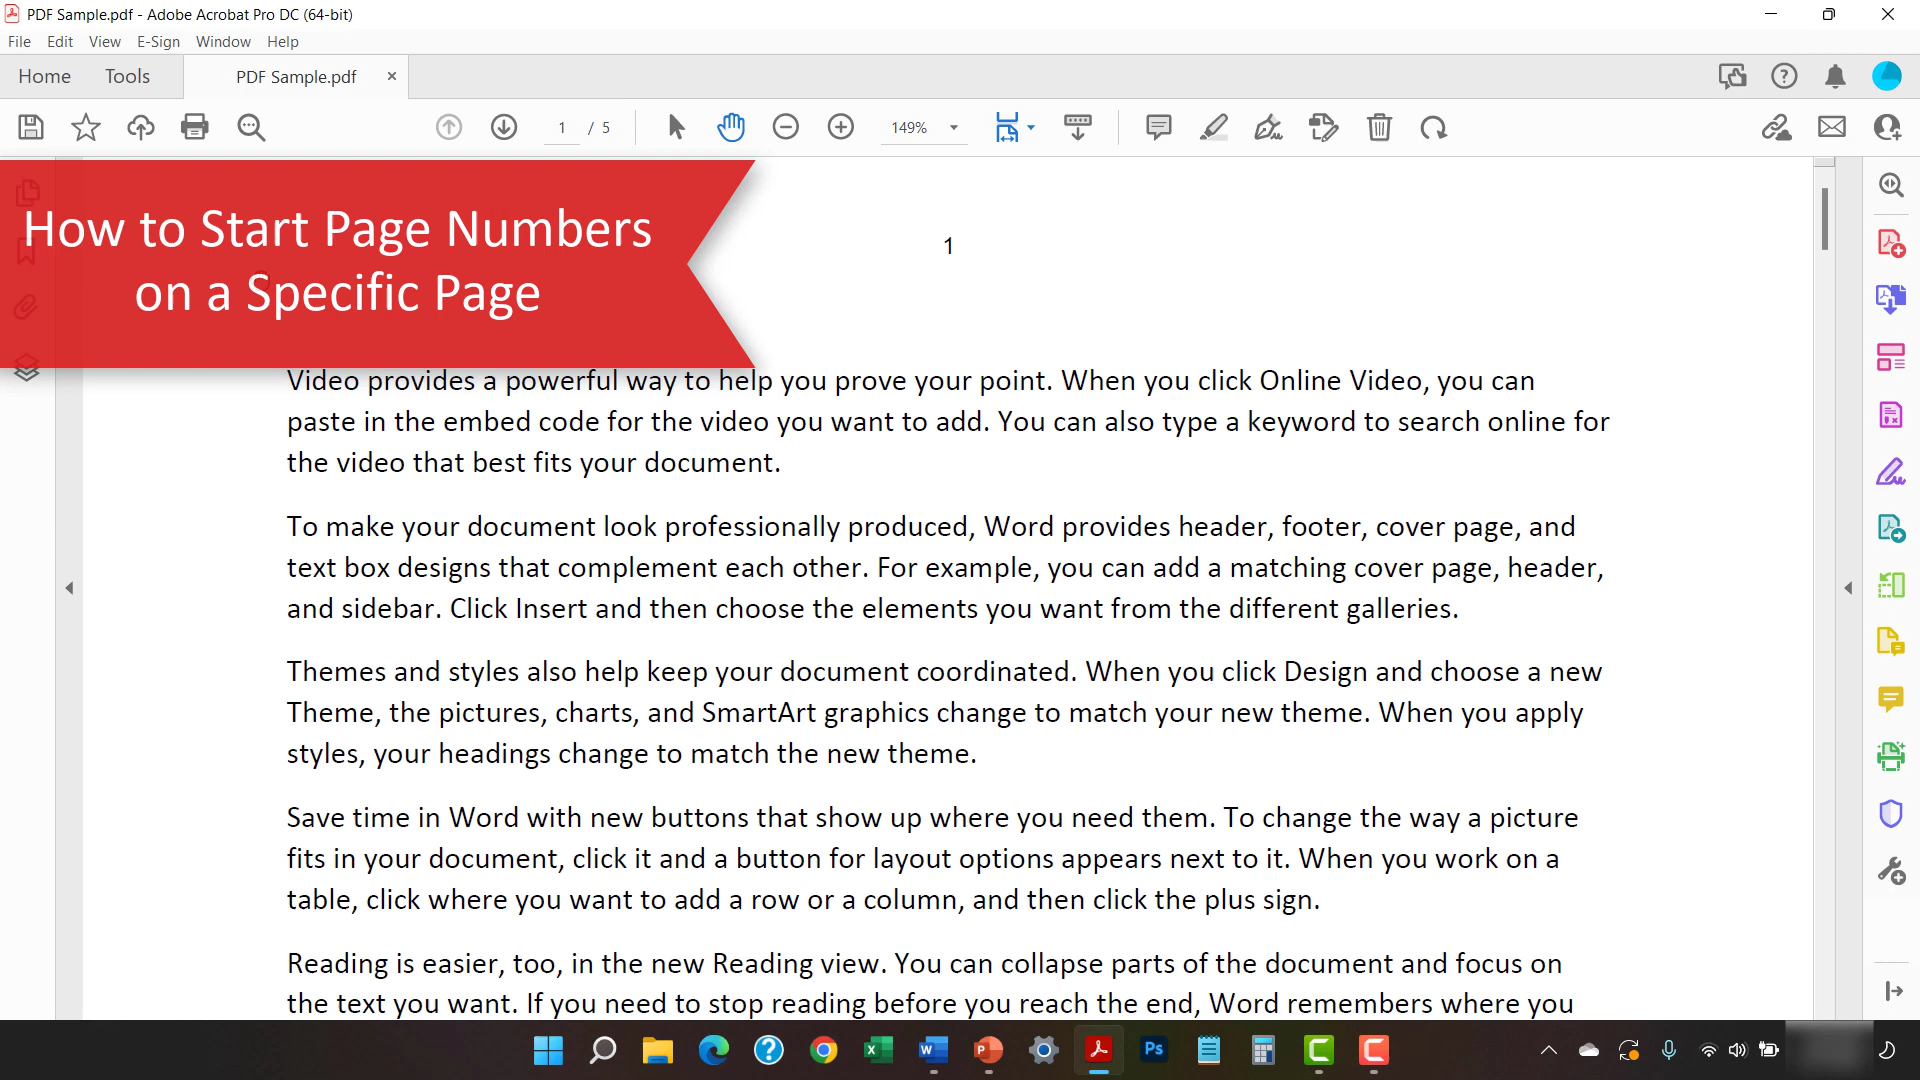 PDF Sample.pdf - Adobe Acrobat Pro DC (64-bit)
File Edit View E-Sign Window Help
Home Tools PDF Sample.pdf
1 / 5 149%
How to Start Page Numbers
on a Specific Page
1
Video provides a powerful way to help you prove your point. When you click Online Video, you can
paste in the embed code for the video you want to add. You can also type a keyword to search online for
the video that best fits your document.
To make your document look professionally produced, Word provides header, footer, cover page, and
text box designs that complement each other. For example, you can add a matching cover page, header,
and sidebar. Click Insert and then choose the elements you want from the different galleries.
Themes and styles also help keep your document coordinated. When you click Design and choose a new
Theme, the pictures, charts, and SmartArt graphics change to match your new theme. When you apply
styles, your headings change to match the new theme.
Save time in Word with new buttons that show up where you need them. To change the way a picture
fits in your document, click it and a button for layout options appears next to it. When you work on a
table, click where you want to add a row or a column, and then click the plus sign.
Reading is easier, too, in the new Reading view. You can collapse parts of the document and focus on
the text you want. If you need to stop reading before you reach the end, Word remembers where you